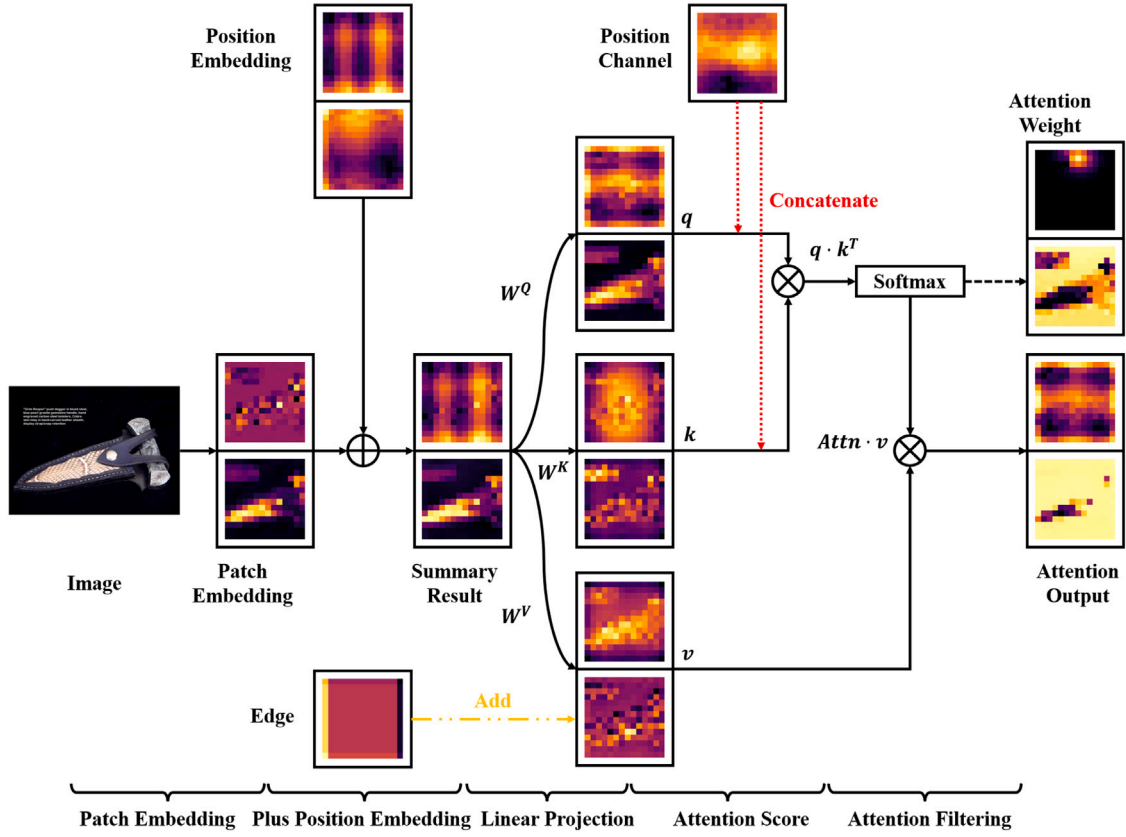 Position
Embedding
Position
Channel
Attention
Weight
Concatenate
q
q · k^T
Softmax
W^Q
k
Attn · v
W^K
Image
Patch
Embedding
Summary
Result
Attention
Output
W^V
v
Edge
Add
Patch Embedding
Plus Position Embedding
Linear Projection
Attention Score
Attention Filtering